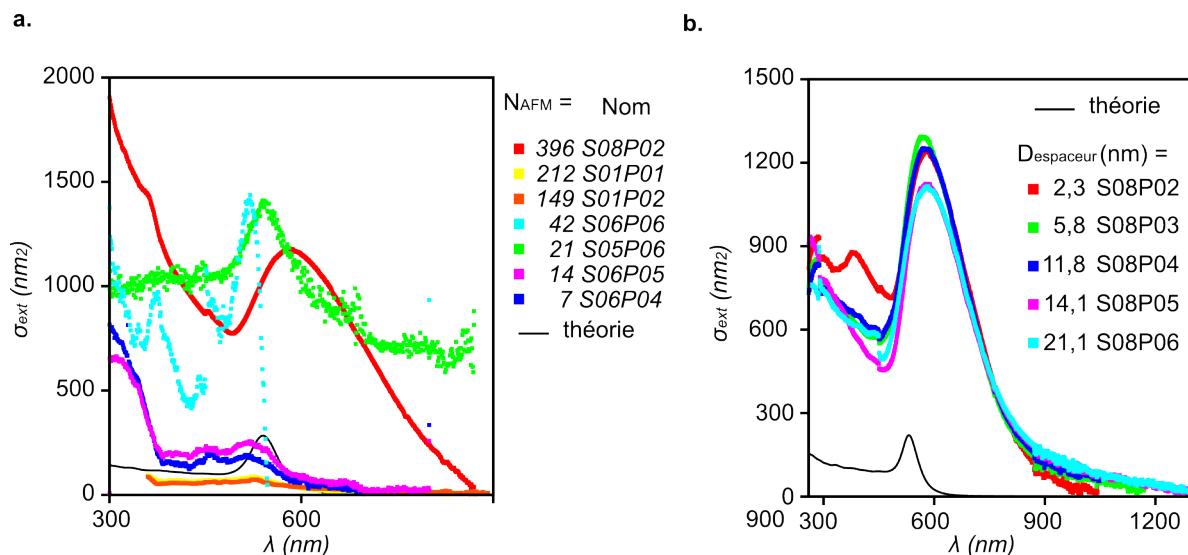 a.
2000
1500
1000
500
0
300
600
σext (nm2)
λ (nm)
NAFM = Nom
396 S08P02
212 S01P01
149 S01P02
42 S06P06
21 S05P06
14 S06P05
7 S06P04
théorie
b.
1500
1200
900
600
300
0
900
300
600
900
1200
σext (nm2)
λ (nm)
théorie
Despaceur (nm) =
2,3 S08P02
5,8 S08P03
11,8 S08P04
14,1 S08P05
21,1 S08P06